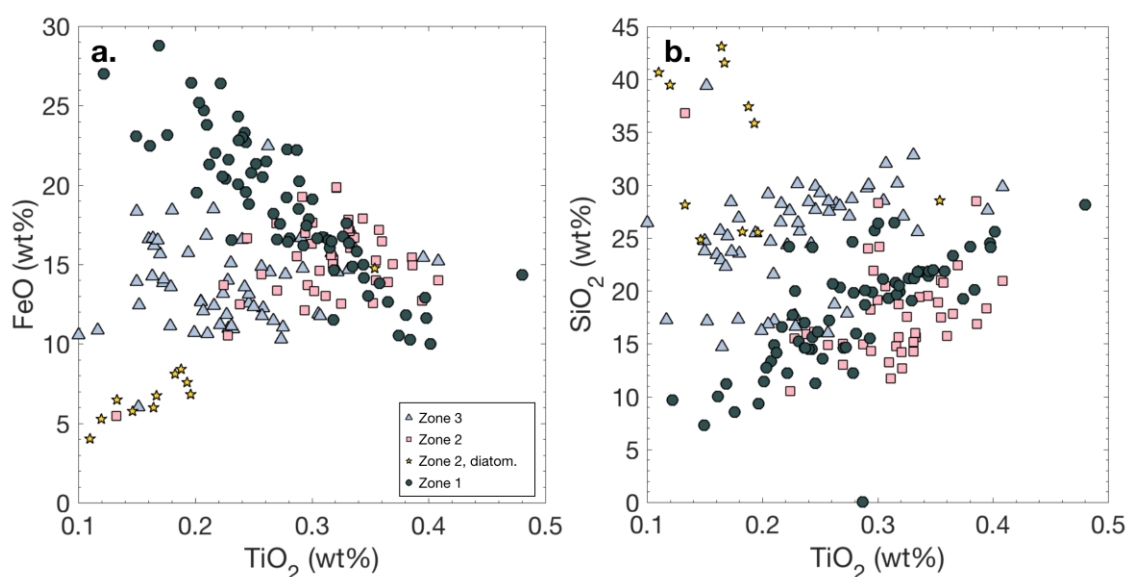 a.
30
25
20
15
10
5
0
FeO (wt%)
0.1 0.2 0.3 0.4 0.5
TiO2 (wt%)
Zone 3
Zone 2
Zone 2, diatom.
Zone 1
b.
45
40
35
30
25
20
15
10
5
0
SiO2 (wt%)
0.1 0.2 0.3 0.4 0.5
TiO2 (wt%)